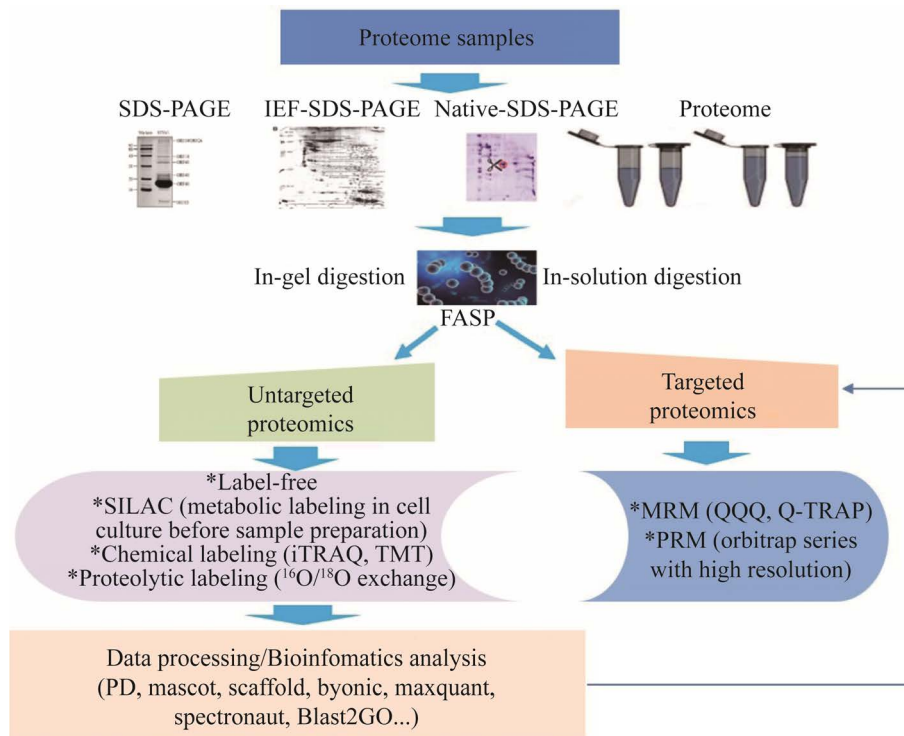 Proteome samples
SDS-PAGE
IEF-SDS-PAGE
Native-SDS-PAGE
Proteome
In-gel digestion
In-solution digestion
FASP
Untargeted
proteomics
Targeted
proteomics
*Label-free
*SILAC (metabolic labeling in cell
culture before sample preparation)
*Chemical labeling (iTRAQ, TMT)
*Proteolytic labeling (¹⁶O/¹⁸O exchange)
*MRM (QQQ, Q-TRAP)
*PRM (orbitrap series
with high resolution)
Data processing/Bioinfomatics analysis
(PD, mascot, scaffold, byonic, maxquant,
spectronaut, Blast2GO...)